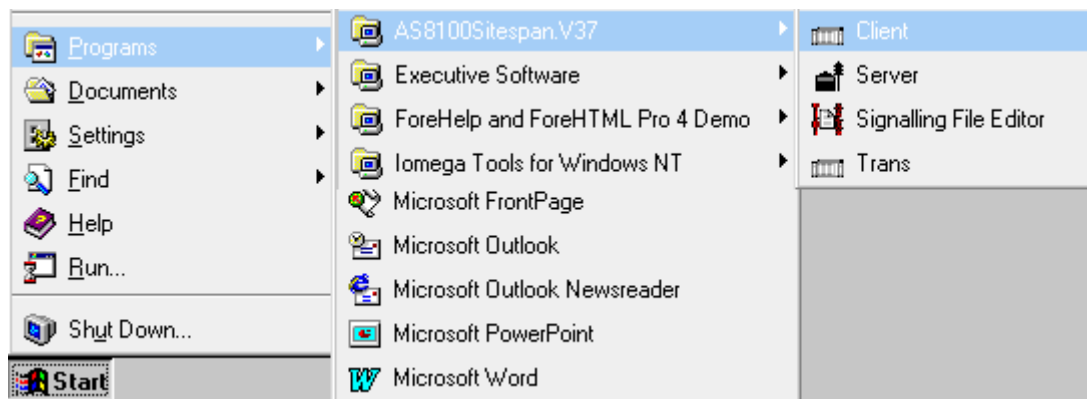 Programs
Documents
Settings
Find
Help
Run...
Shut Down...
Start
AS8100Sitespan.V37
Executive Software
ForeHelp and ForeHTML Pro 4 Demo
Iomega Tools for Windows NT
Microsoft FrontPage
Microsoft Outlook
Microsoft Outlook Newsreader
Microsoft PowerPoint
Microsoft Word
Client
Server
Signalling File Editor
Trans